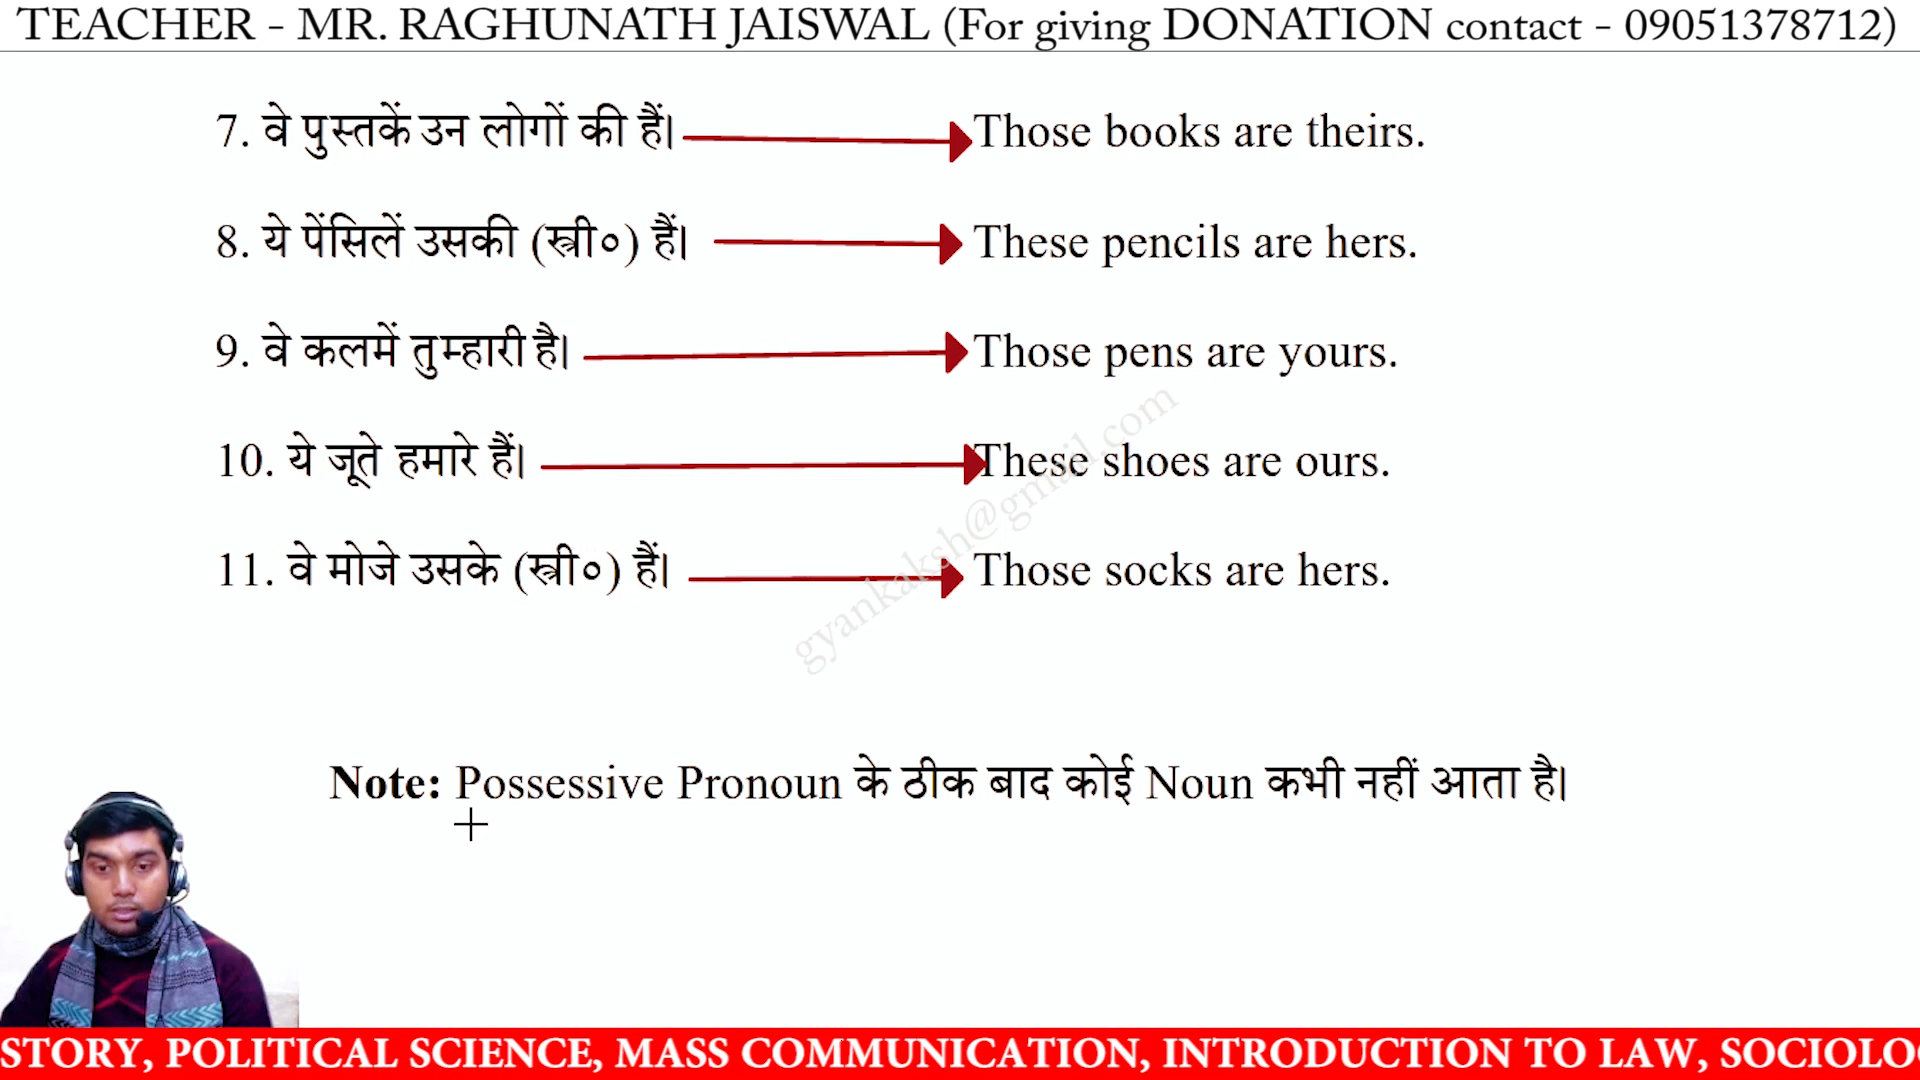 TEACHER - MR. RAGHUNATH JAISWAL (For giving DONATION contact - 09051378712)
7. वे पुस्तकें उन लोगों की हैं। Those books are theirs.
8. ये पेंसिलें उसकी (स्त्री०) हैं। These pencils are hers.
9. वे कलमें तुम्हारी है। Those pens are yours.
10. ये जूते हमारे हैं। These shoes are ours.
11. वे मोजे उसके (स्त्री०) हैं। Those socks are hers.
gyankaksh@gmail.com
Note: Possessive Pronoun के ठीक बाद कोई Noun कभी नहीं आता है।
STORY, POLITICAL SCIENCE, MASS COMMUNICATION, INTRODUCTION TO LAW, SOCIOLO